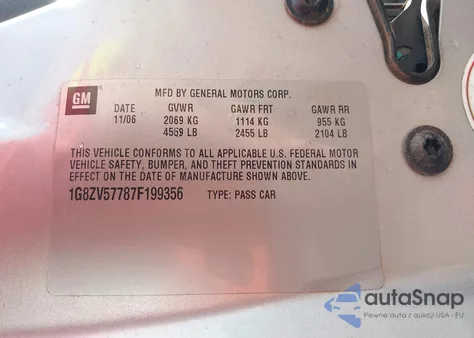 GM
MFD BY GENERAL MOTORS CORP.
DATE GVWR GAWR FRT GAWR RR
11/06 2069 KG 1114 KG 955 KG
4559 LB 2455 LB 2104 LB
THIS VEHICLE CONFORMS TO ALL APPLICABLE U.S. FEDERAL MOTOR
VEHICLE SAFETY, BUMPER, AND THEFT PREVENTION STANDARDS IN
EFFECT ON THE DATE OF MANUFACTURE SHOWN ABOVE.
1G8ZV57787F199356 TYPE: PASS CAR
autoSnap
Pewne auta z aukcji USA - EU